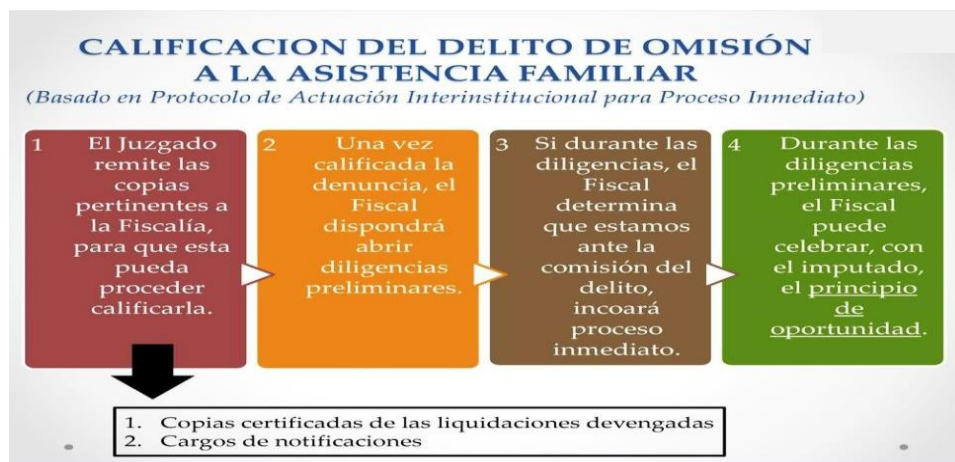 CALIFICACION DEL DELITO DE OMISIÓN
A LA ASISTENCIA FAMILIAR
(Basado en Protocolo de Actuación Interinstitucional para Proceso Inmediato)
1 El Juzgado
remite las
copias
pertinentes a
la Fiscalía,
para que esta
pueda
proceder
calificarla.
2 Una vez
calificada la
denuncia, el
Fiscal
dispondrá
abrir
diligencias
preliminares.
3 Si durante las
diligencias, el
Fiscal
determina
que estamos
ante la
comisión del
delito,
incoará
proceso
inmediato.
4 Durante las
diligencias
preliminares,
el Fiscal
puede
celebrar, con
el imputado,
el principio
de
oportunidad.
1. Copias certificadas de las liquidaciones devengadas
2. Cargos de notificaciones